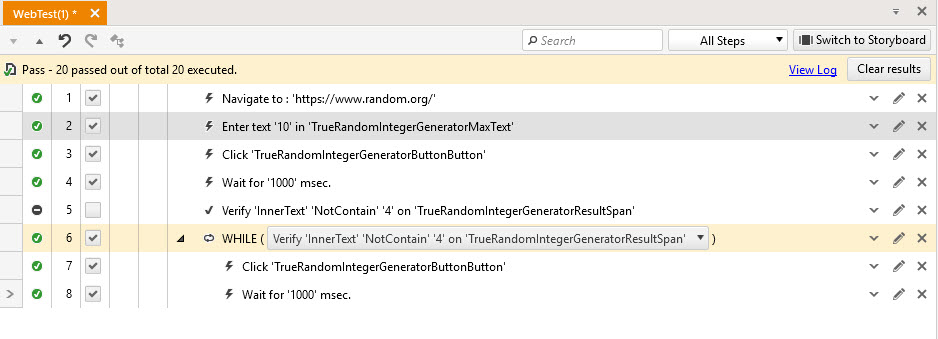 WebTest(1) *
Search
All Steps
Switch to Storyboard
Pass - 20 passed out of total 20 executed.
View Log
Clear results
1 Navigate to : 'https://www.random.org/'
2 Enter text '10' in 'TrueRandomIntegerGeneratorMaxText'
3 Click 'TrueRandomIntegerGeneratorButtonButton'
4 Wait for '1000' msec.
5 Verify 'InnerText' 'NotContain' '4' on 'TrueRandomIntegerGeneratorResultSpan'
6 WHILE ( Verify 'InnerText' 'NotContain' '4' on 'TrueRandomIntegerGeneratorResultSpan' )
7 Click 'TrueRandomIntegerGeneratorButtonButton'
8 Wait for '1000' msec.